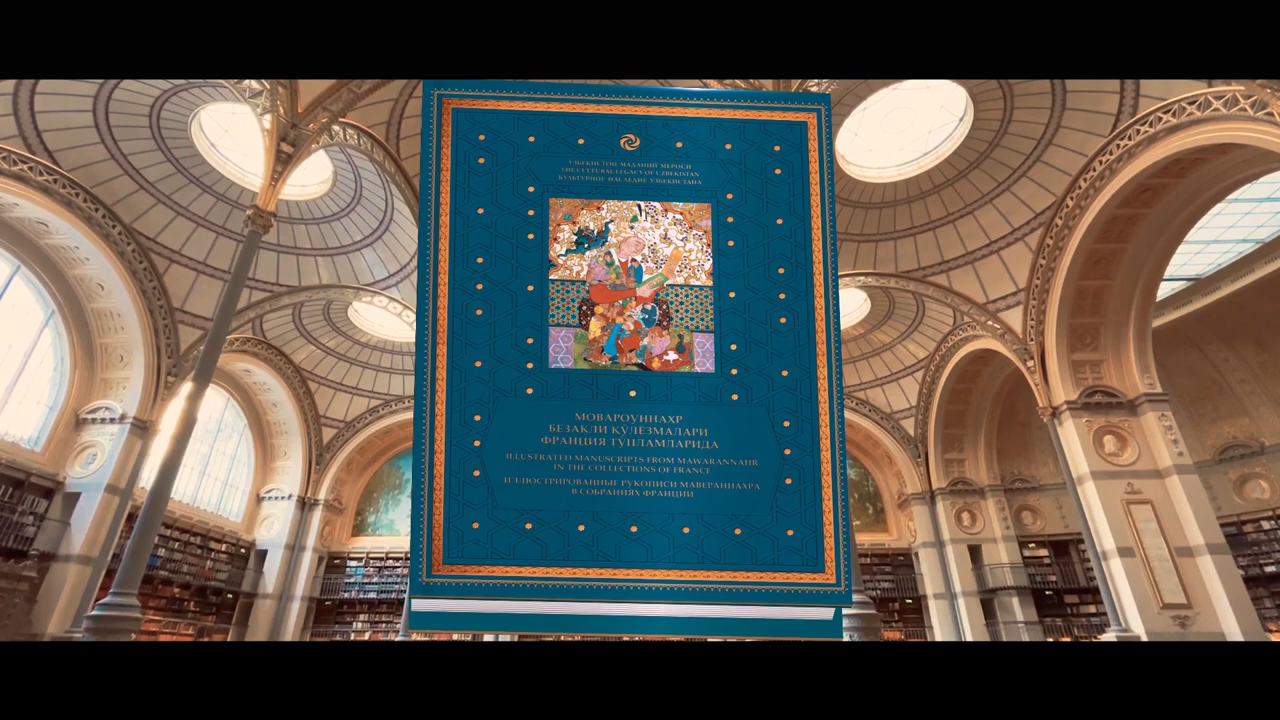 ЎЗБЕКИСТОН МАДАНИЙ МЕРОСИ
THE CULTURAL LEGACY OF UZBEKISTAN
КУЛЬТУРНОЕ НАСЛЕДИЕ УЗБЕКИСТАНА
МОВАРОУННАҲР
БЕЗАКЛИ ҚЎЛЁЗМАЛАРИ
ФРАНЦИЯ ТЎПЛАМЛАРИДА
ILLUSTRATED MANUSCRIPTS FROM MAWARANNAHR
IN THE COLLECTIONS OF FRANCE
ИЛЛЮСТРИРОВАННЫЕ РУКОПИСИ МАВЕРАННАХРА
В СОБРАНИЯХ ФРАНЦИИ